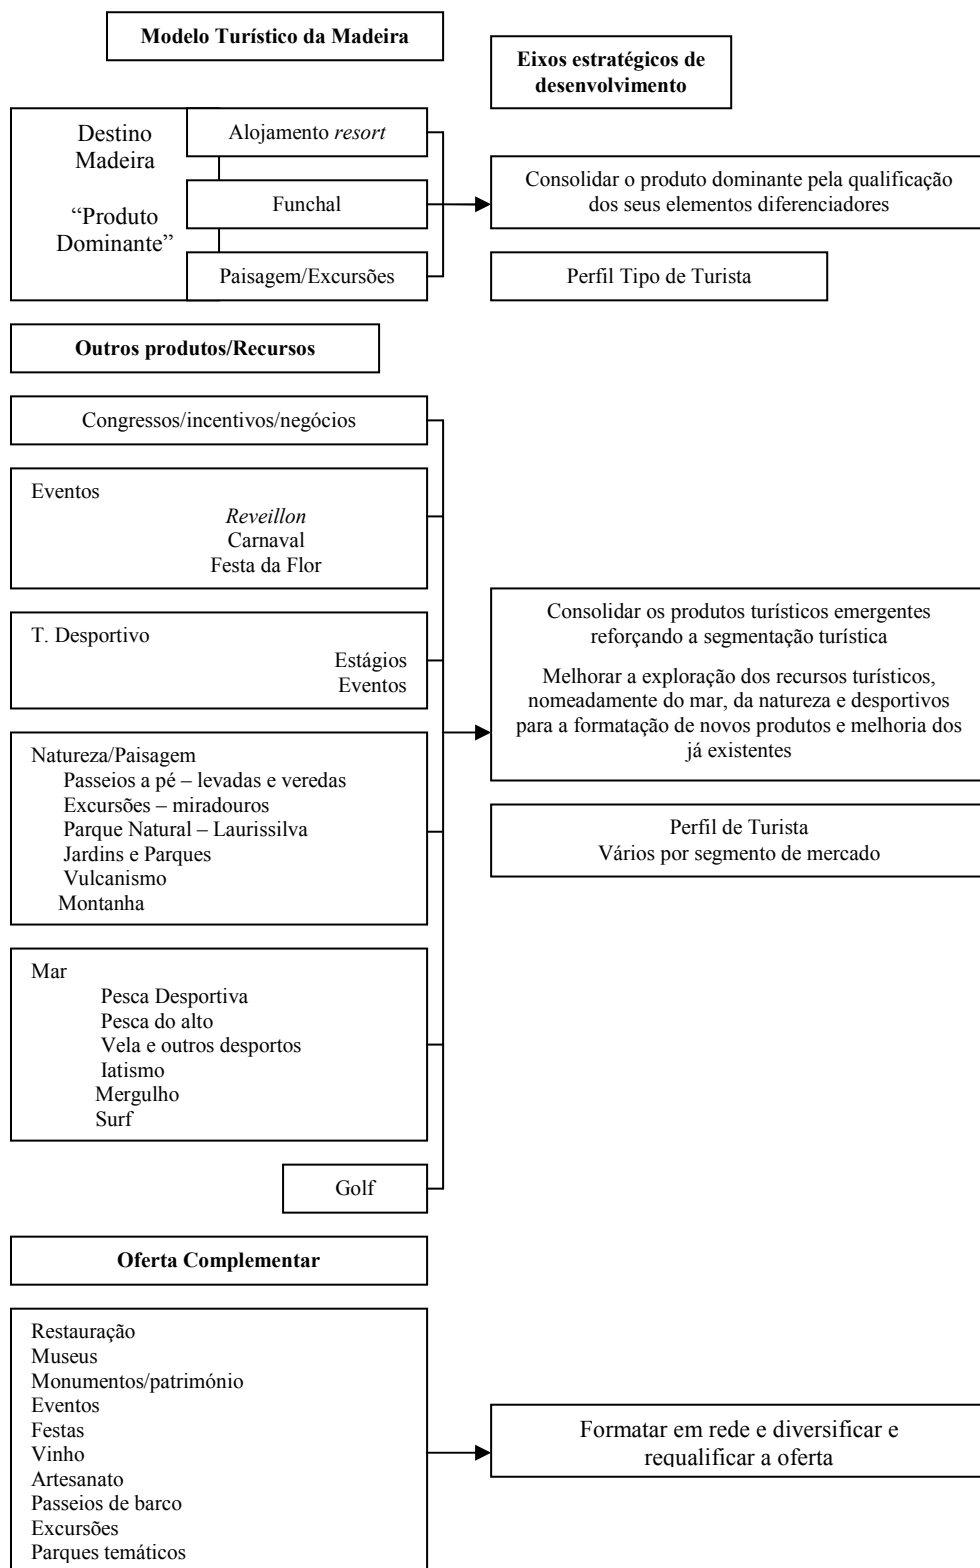 Modelo Turístico da Madeira
Eixos estratégicos de
desenvolvimento
Destino
Madeira
“Produto
Dominante”
Alojamento resort
Funchal
Paisagem/Excursões
Consolidar o produto dominante pela qualificação
dos seus elementos diferenciadores
Perfil Tipo de Turista
Outros produtos/Recursos
Congressos/incentivos/negócios
Eventos
Reveillon
Carnaval
Festa da Flor
T. Desportivo
Estágios
Eventos
Natureza/Paisagem
Passeios a pé – levadas e veredas
Excursões – miradouros
Parque Natural – Laurissilva
Jardins e Parques
Vulcanismo
Montanha
Mar
Pesca Desportiva
Pesca do alto
Vela e outros desportos
Iatismo
Mergulho
Surf
Golf
Consolidar os produtos turísticos emergentes
reforçando a segmentação turística
Melhorar a exploração dos recursos turísticos,
nomeadamente do mar, da natureza e desportivos
para a formatação de novos produtos e melhoria dos
já existentes
Perfil de Turista
Vários por segmento de mercado
Oferta Complementar
Restauração
Museus
Monumentos/património
Eventos
Festas
Vinho
Artesanato
Passeios de barco
Excursões
Parques temáticos
Formatar em rede e diversificar e
requalificar a oferta